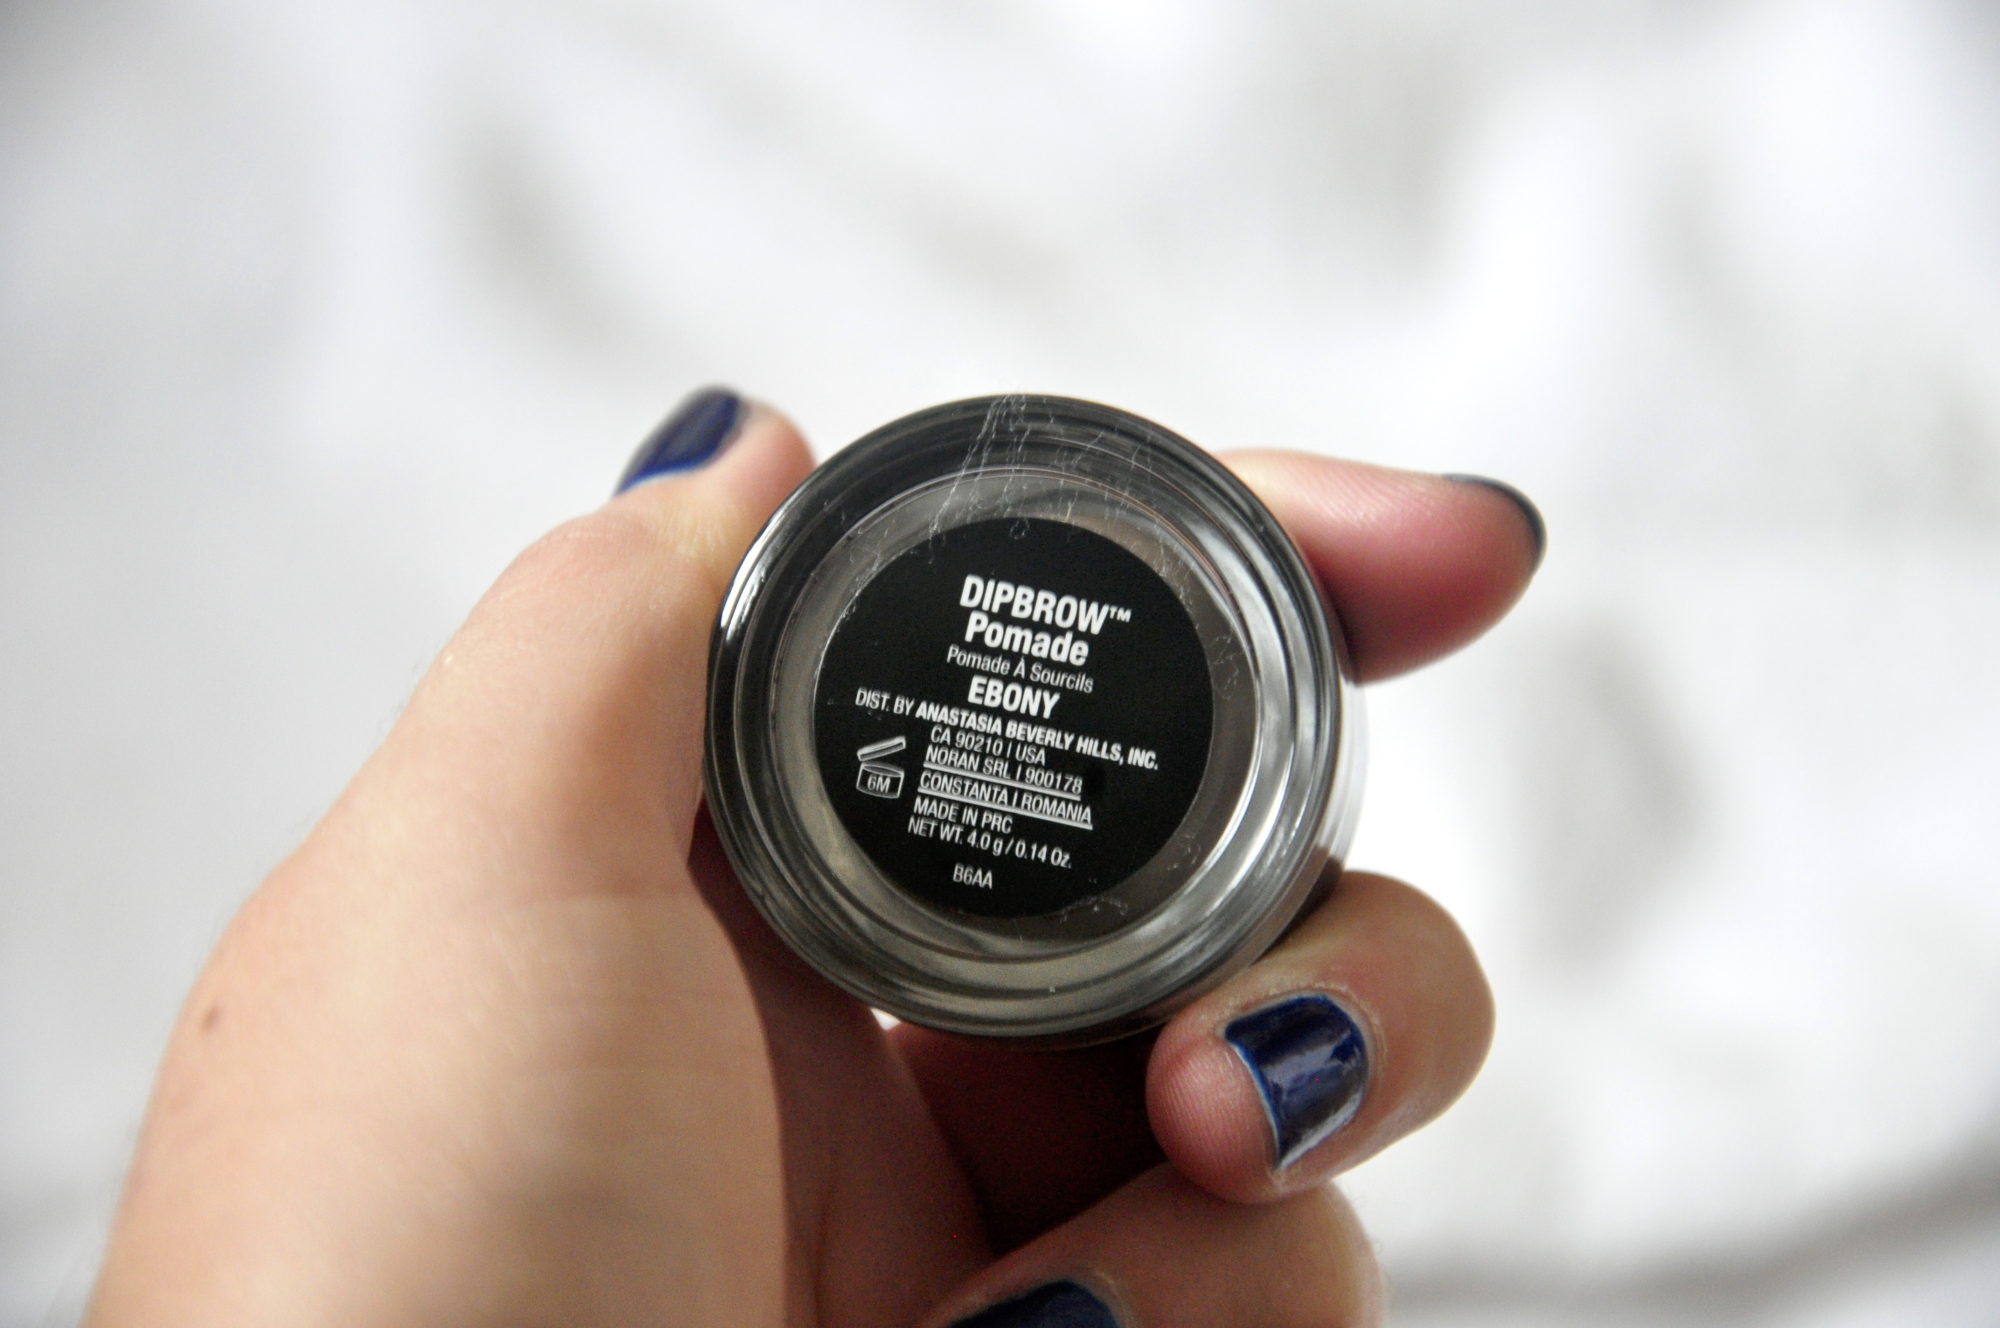 DIPBROW™
Pomade
Pomade À Sourcils
EBONY
DIST. BY ANASTASIA BEVERLY HILLS, INC.
CA 90210 | USA
NORAN SRL | 900178
CONSTANTA | ROMANIA
MADE IN PRC
NET WT. 4.0 g / 0.14 Oz.
6M
B6AA